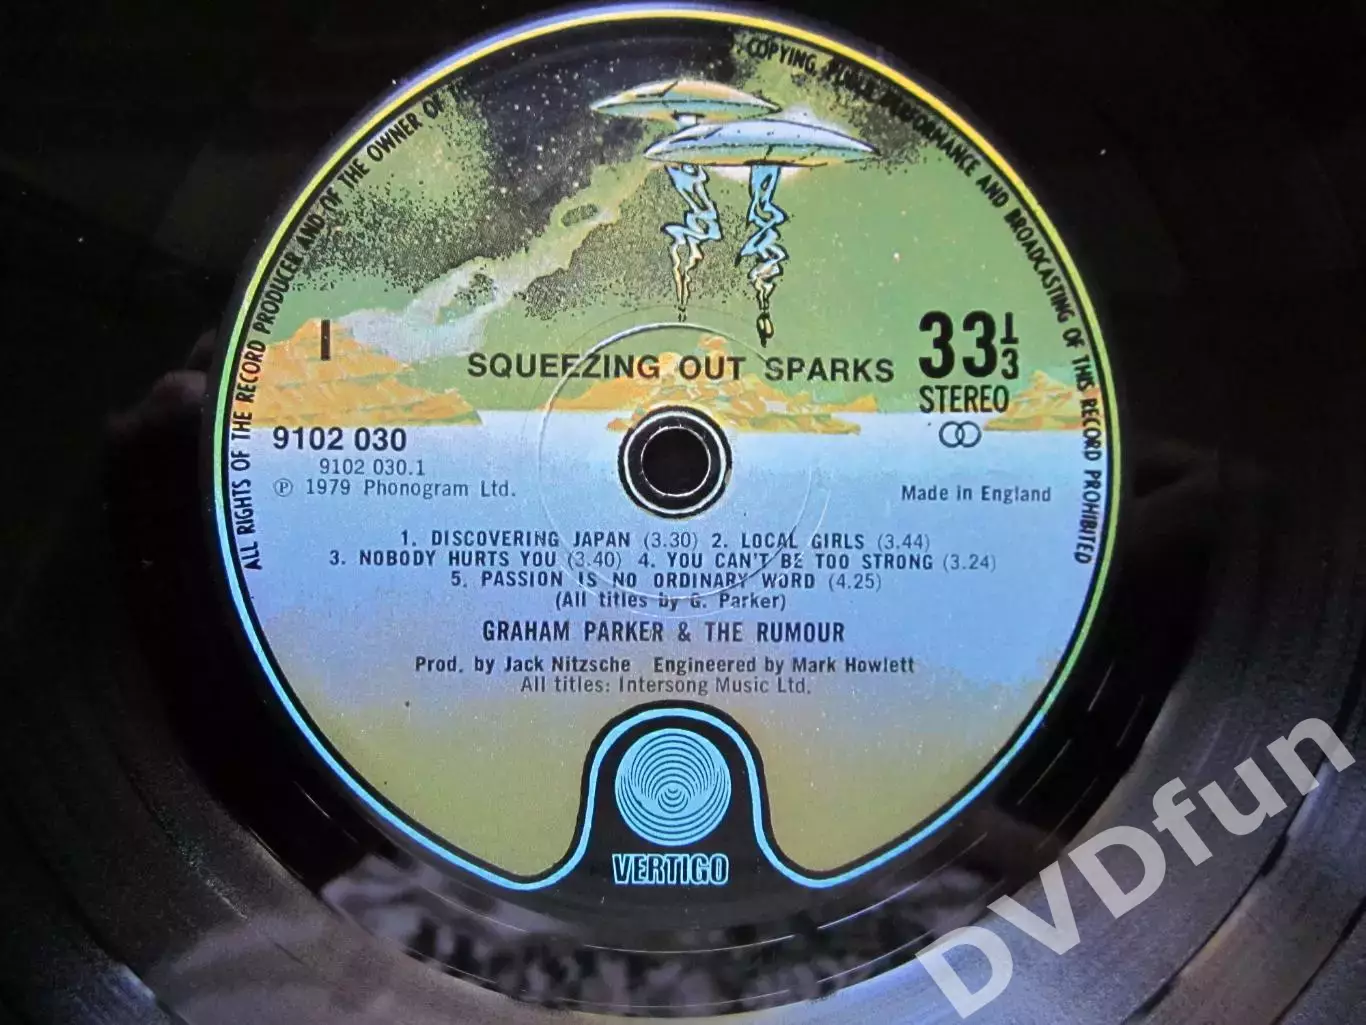 ALL RIGHTS OF THE RECORD PRODUCER AND OF THE OWNER OF
COPYING, PUBLIC PERFORMANCE AND BROADCASTING OF THIS RECORD PROHIBITED
I
SQUEEZING OUT SPARKS
33⅓
STEREO
9102 030
9102 030.1
℗ 1979 Phonogram Ltd.
Made in England
1. DISCOVERING JAPAN (3.30) 2. LOCAL GIRLS (3.44)
3. NOBODY HURTS YOU (3.40) 4. YOU CAN'T BE TOO STRONG (3.24)
5. PASSION IS NO ORDINARY WORD (4.25)
(All titles by G. Parker)
GRAHAM PARKER & THE RUMOUR
Prod. by Jack Nitzsche Engineered by Mark Howlett
All titles: Intersong Music Ltd.
VERTIGO
DVDfun